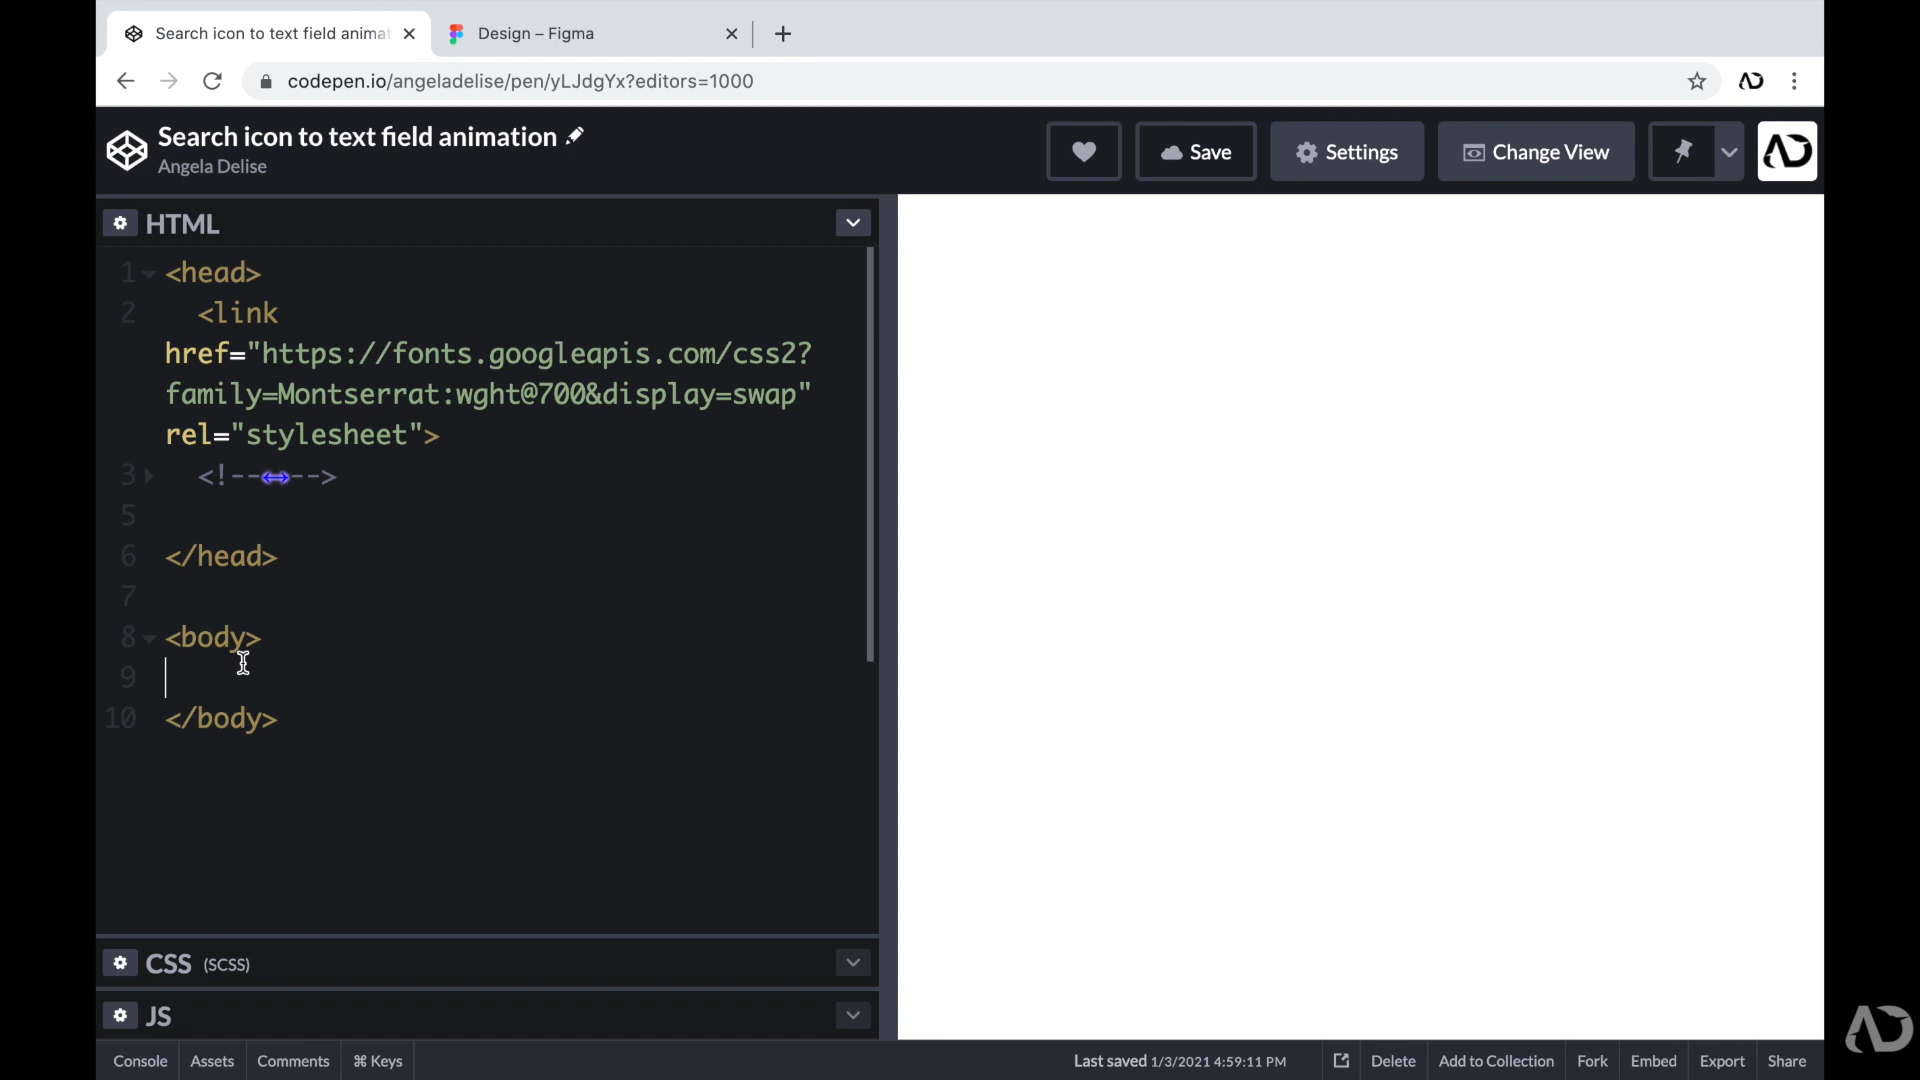 Search icon to text field animat
Design – Figma
codepen.io/angeladelise/pen/yLJdgYx?editors=1000
Search icon to text field animation
Angela Delise
Save
Settings
Change View
HTML
1 <head>
2 <link
href="https://fonts.googleapis.com/css2?
family=Montserrat:wght@700&display=swap"
rel="stylesheet">
3 <!--↔-->
5
6 </head>
7
8 <body>
9
10 </body>
CSS (SCSS)
JS
Console Assets Comments ⌘ Keys Last saved 1/3/2021 4:59:11 PM Delete Add to Collection Fork Embed Export Share